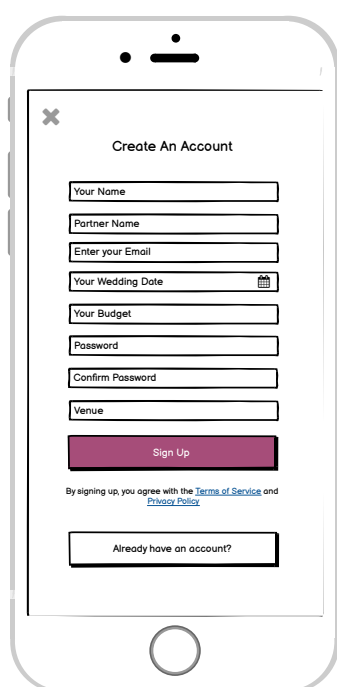 Create An Account
Your Name
Partner Name
Enter your Email
Your Wedding Date
Your Budget
Password
Confirm Password
Venue
Sign Up
By signing up, you agree with the Terms of Service and
Privacy Policy
Already have an account?